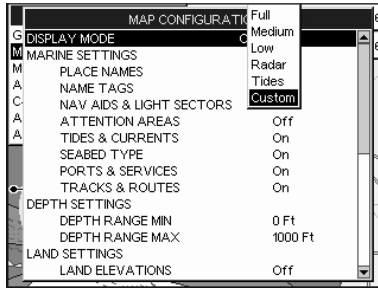 MAP CONFIGURATIO
Full
Medium
Low
Radar
Tides
Custom
DISPLAY MODE
MARINE SETTINGS
PLACE NAMES
NAME TAGS
NAV AIDS & LIGHT SECTORS
ATTENTION AREAS Off
TIDES & CURRENTS On
SEABED TYPE On
PORTS & SERVICES On
TRACKS & ROUTES On
DEPTH SETTINGS
DEPTH RANGE MIN 0 Ft
DEPTH RANGE MAX 1000 Ft
LAND SETTINGS
LAND ELEVATIONS Off